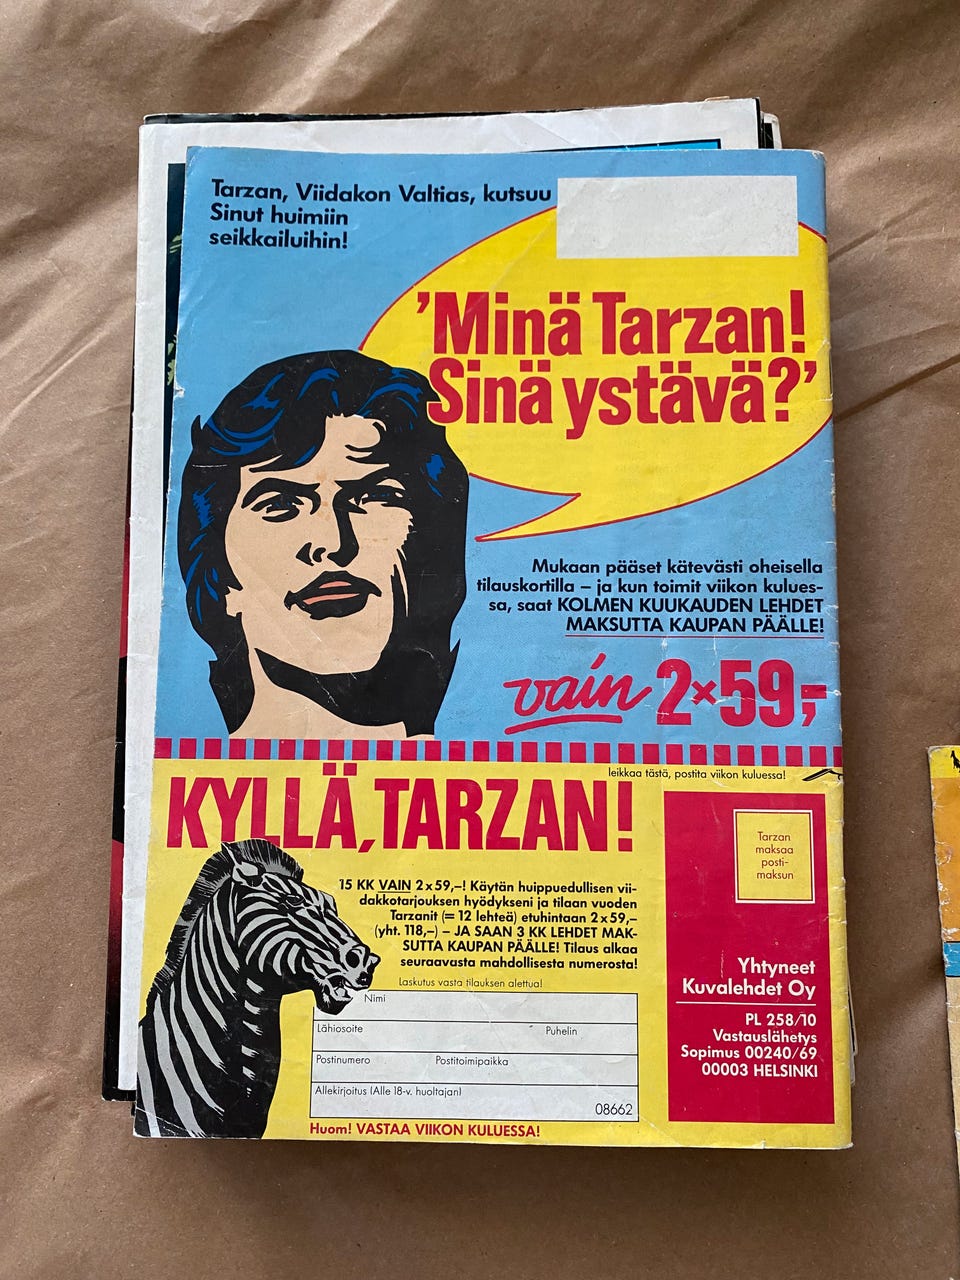 Tarzan, Viidakon Valtias, kutsuu
Sinut huimiin
seikkailuihin!
'Minä Tarzan!
Sinä ystävä?'
Mukaan pääset kätevästi oheisella
tilauskortilla – ja kun toimit viikon kulues-
sa, saat KOLMEN KUUKAUDEN LEHDET
MAKSUTTA KAUPAN PÄÄLLE!
vain 2×59,-
leikkaa tästä, postita viikon kuluessa!
KYLLÄ, TARZAN!
15 KK VAIN 2x59,–! Käytän huippuedullisen vii-
dakkotarjouksen hyödykseni ja tilaan vuoden
Tarzanit (= 12 lehteä) etuhintaan 2x59,–
(yht. 118,–) – JA SAAN 3 KK LEHDET MAK-
SUTTA KAUPAN PÄÄLLE! Tilaus alkaa
seuraavasta mahdollisesta numerosta!
Laskutus vasta tilauksen alettua!
Nimi
Lähiosoite Puhelin
Postinumero Postitoimipaikka
Allekirjoitus (Alle 18-v. huoltajan)
08662
Huom! VASTAA VIIKON KULUESSA!
Tarzan
maksaa
posti-
maksun
Yhtyneet
Kuvalehdet Oy
PL 258/10
Vastauslähetys
Sopimus 00240/69
00003 HELSINKI